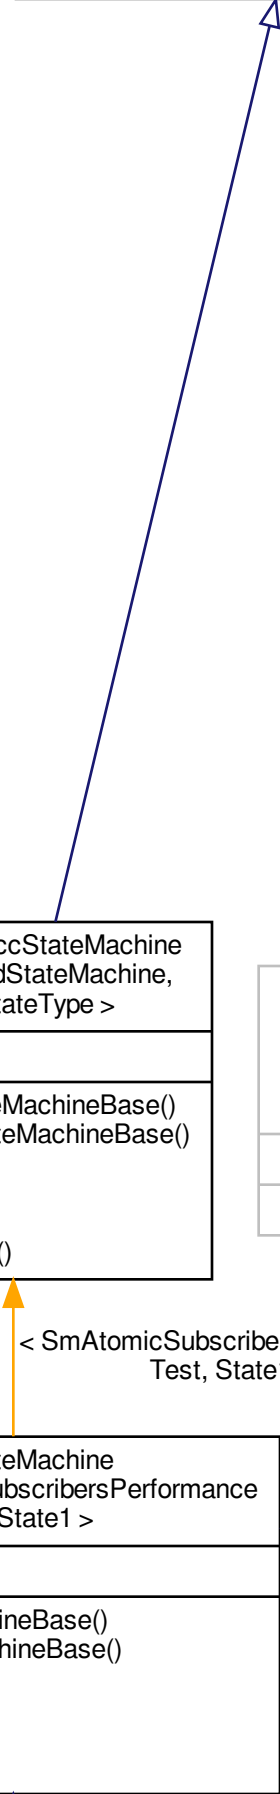 ccStateMachine
dStateMachine,
tateType >
eMachineBase()
teMachineBase()
()
< SmAtomicSubscribe
Test, State
teMachine
ubscribersPerformance
State1 >
ineBase()
hineBase()